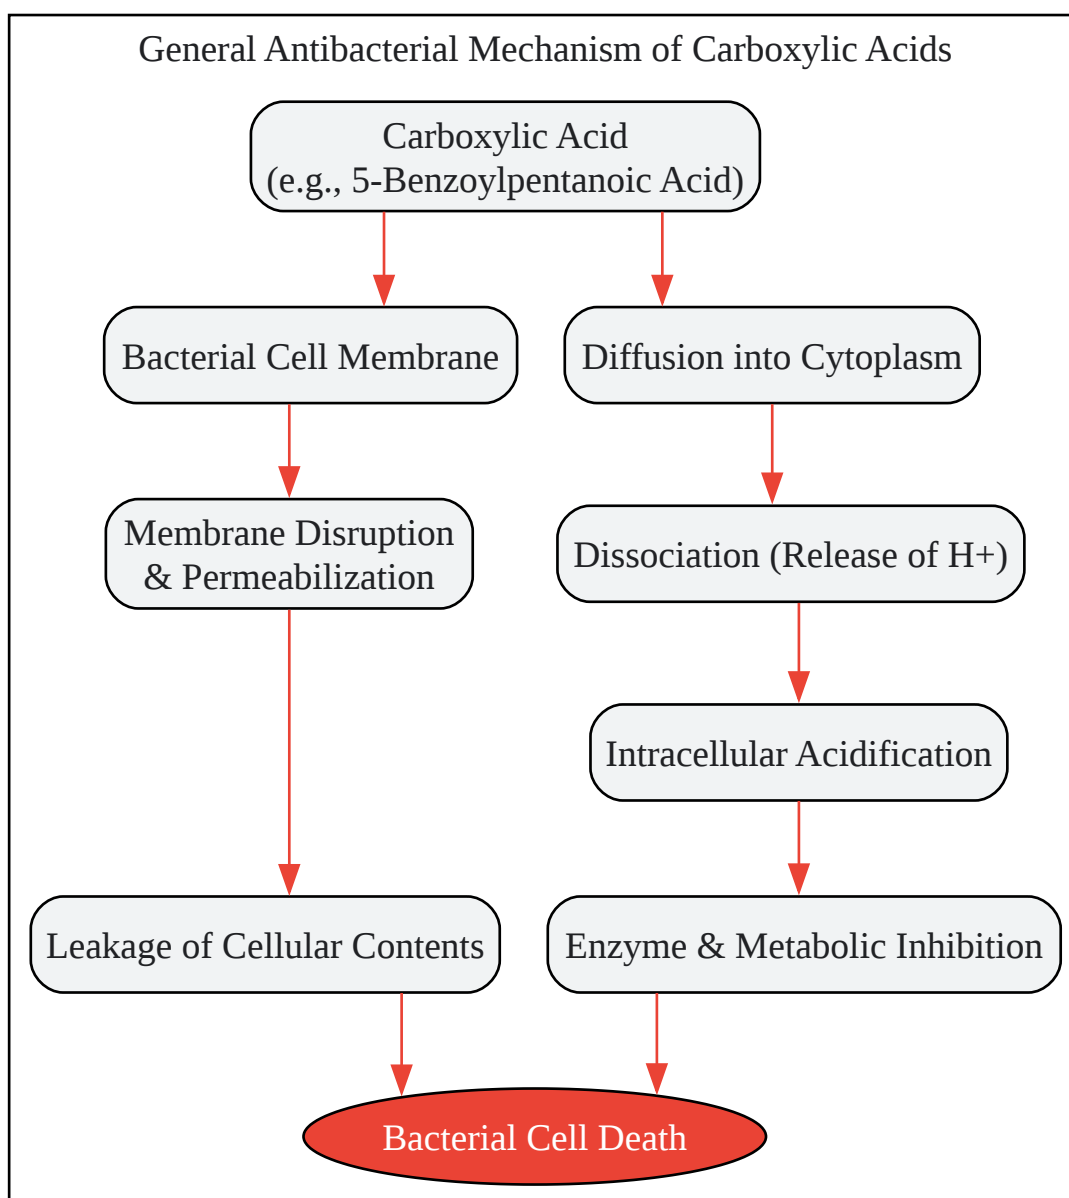 General Antibacterial Mechanism of Carboxylic Acids
Carboxylic Acid
(e.g., 5-Benzoylpentanoic Acid)
Bacterial Cell Membrane
Diffusion into Cytoplasm
Membrane Disruption
& Permeabilization
Dissociation (Release of H+)
Intracellular Acidification
Leakage of Cellular Contents
Enzyme & Metabolic Inhibition
Bacterial Cell Death